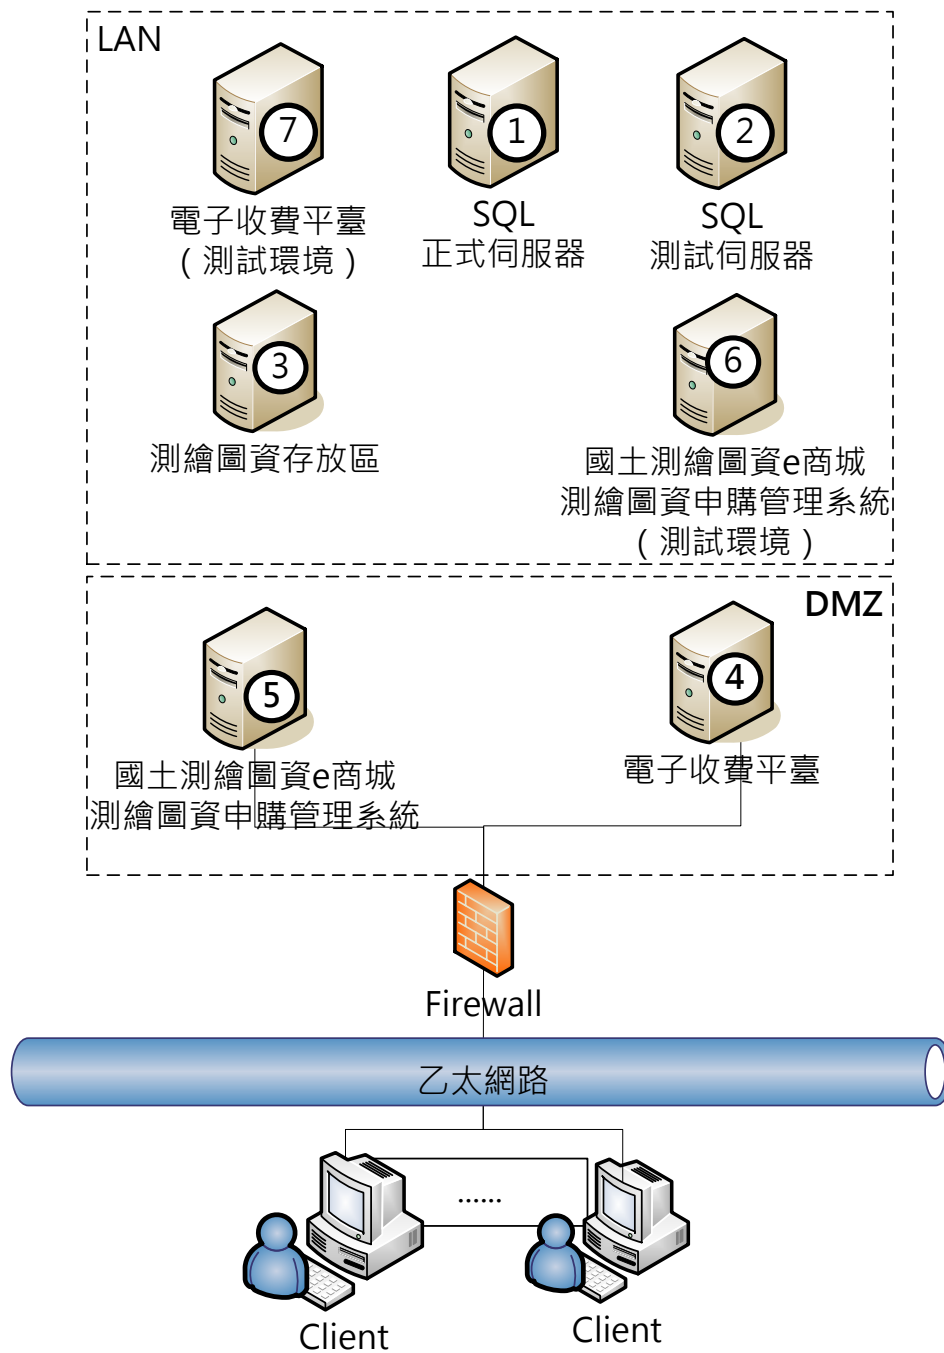 LAN
7
1
2
電子收費平臺
（測試環境）
SQL
正式伺服器
SQL
測試伺服器
3
6
測繪圖資存放區
國土測繪圖資e商城
測繪圖資申購管理系統
（測試環境）
DMZ
5
4
國土測繪圖資e商城
測繪圖資申購管理系統
電子收費平臺
Firewall
乙太網路
......
Client
Client